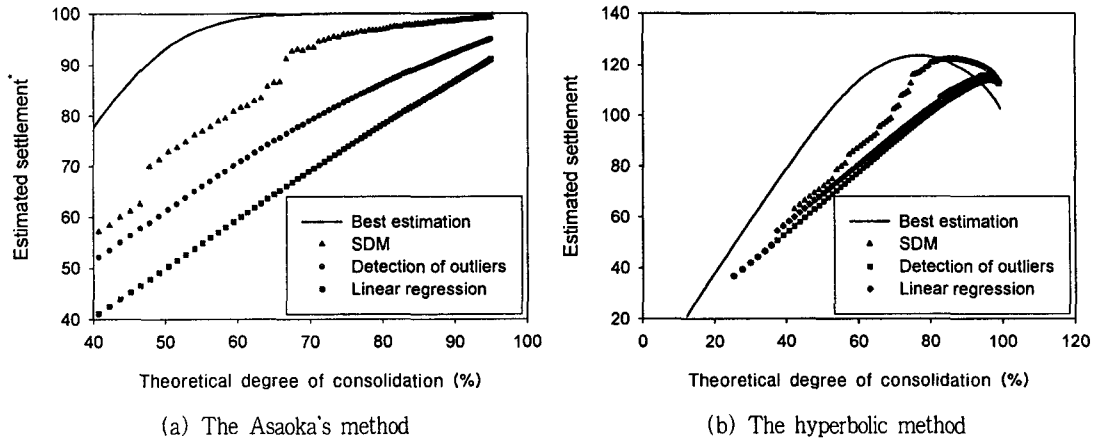 100
90
80
70
60
50
40
Estimated settlement*
40 50 60 70 80 90 100
Theoretical degree of consolidation (%)
Best estimation
SDM
Detection of outliers
Linear regression
(a) The Asaoka's method
140
120
100
80
60
40
20
Estimated settlement
0 20 40 60 80 100 120
Theoretical degree of consolidation (%)
Best estimation
SDM
Detection of outliers
Linear regression
(b) The hyperbolic method